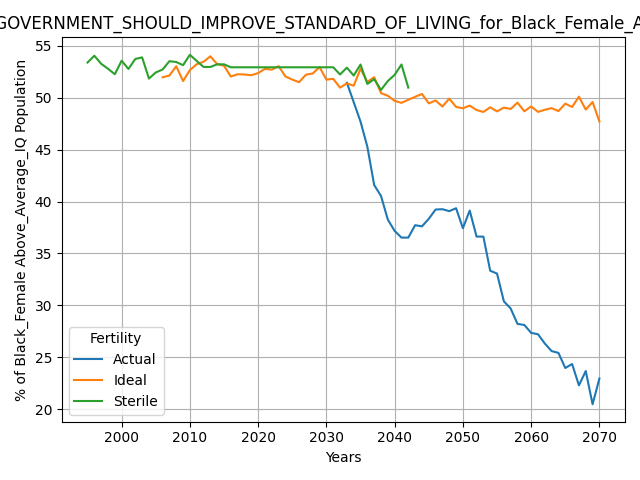 GOVERNMENT_SHOULD_IMPROVE_STANDARD_OF_LIVING_for_Black_Female_A
% of Black_Female Above_Average_IQ Population
55
50
45
40
35
30
25
20
Fertility
Actual
Ideal
Sterile
2000 2010 2020 2030 2040 2050 2060 2070
Years